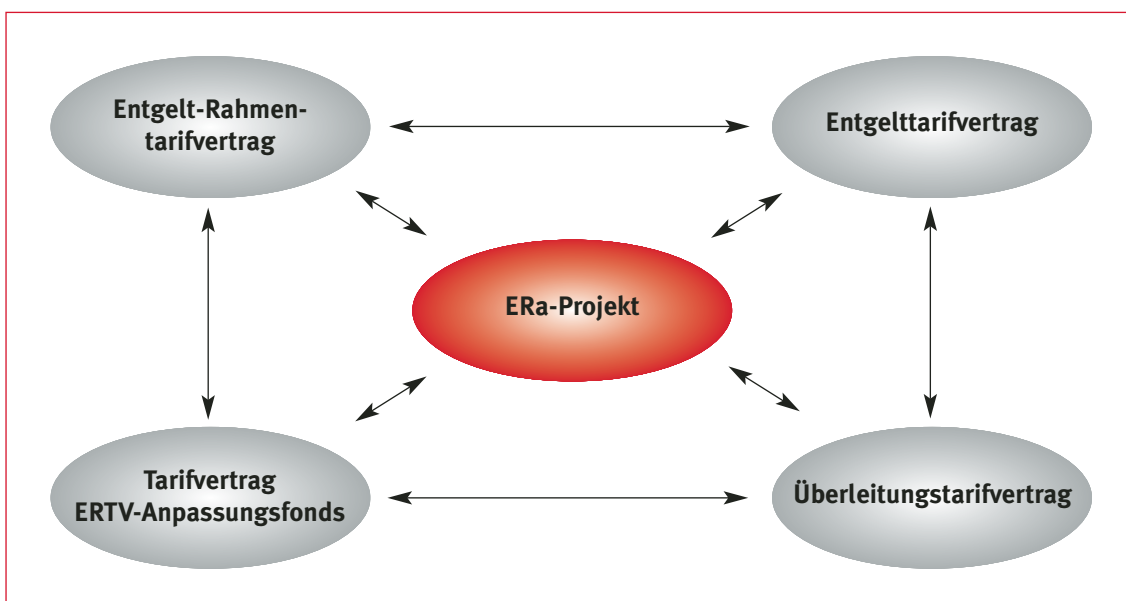 Entgelt-Rahmen-
tarifvertrag
Entgelttarifvertrag
ERa-Projekt
Tarifvertrag
ERTV-Anpassungsfonds
Überleitungstarifvertrag